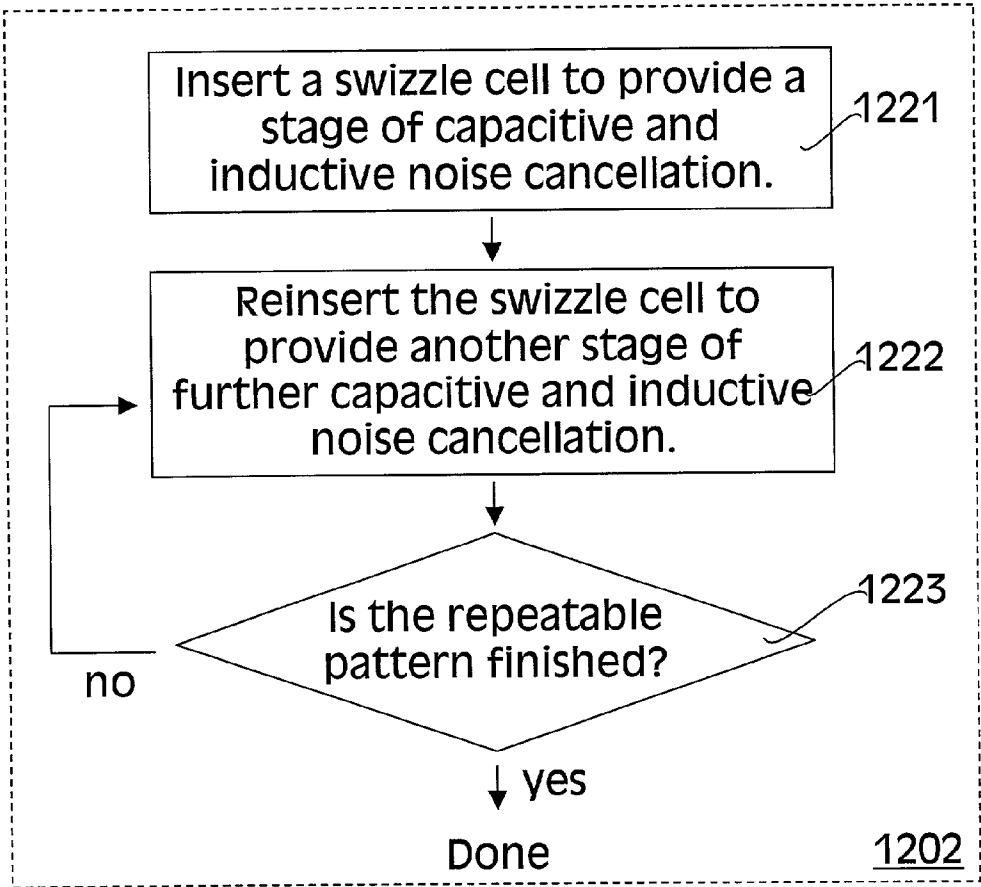 Insert a swizzle cell to provide a
stage of capacitive and
inductive noise cancellation.
1221
Reinsert the swizzle cell to
provide another stage of
further capacitive and inductive
noise cancellation.
1222
Is the repeatable
pattern finished?
1223
no
yes
Done
1202